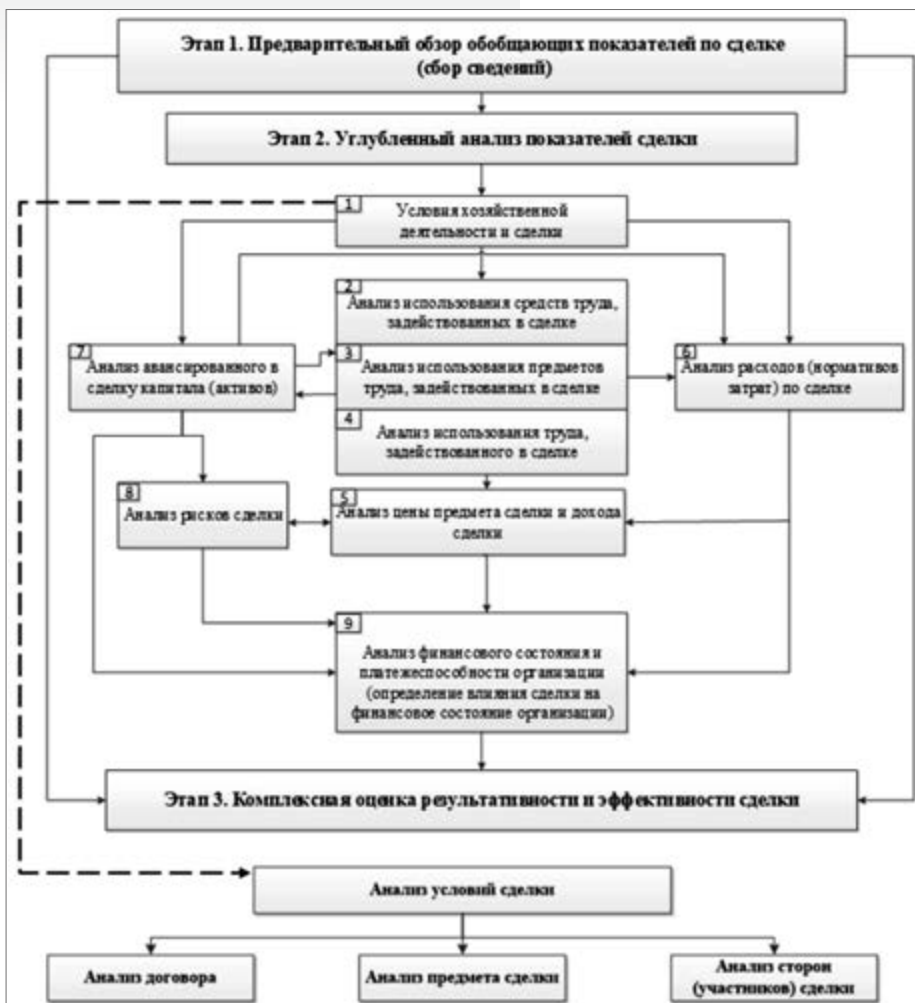 Этап 1. Предварительный обзор обобщающих показателей по сделке
(сбор сведений)
Этап 2. Углубленный анализ показателей сделки
1
Условия хозяйственной
деятельности и сделки
2
Анализ использования средств труда,
задействованных в сделке
7
Анализ авансированного в
сделку капитала (активов)
3
Анализ использования предметов
труда, задействованных в сделке
6
Анализ расходов (нормативов
затрат) по сделке
4
Анализ использования труда,
задействованного в сделке
8
Анализ рисков сделки
5
Анализ цены предмета сделки и дохода
сделки
9
Анализ финансового состояния и
платежеспособности организации
(определение влияния сделки на
финансовое состояние организации)
Этап 3. Комплексная оценка результативности и эффективности сделки
Анализ условий сделки
Анализ договора
Анализ предмета сделки
Анализ сторон
(участников) сделки